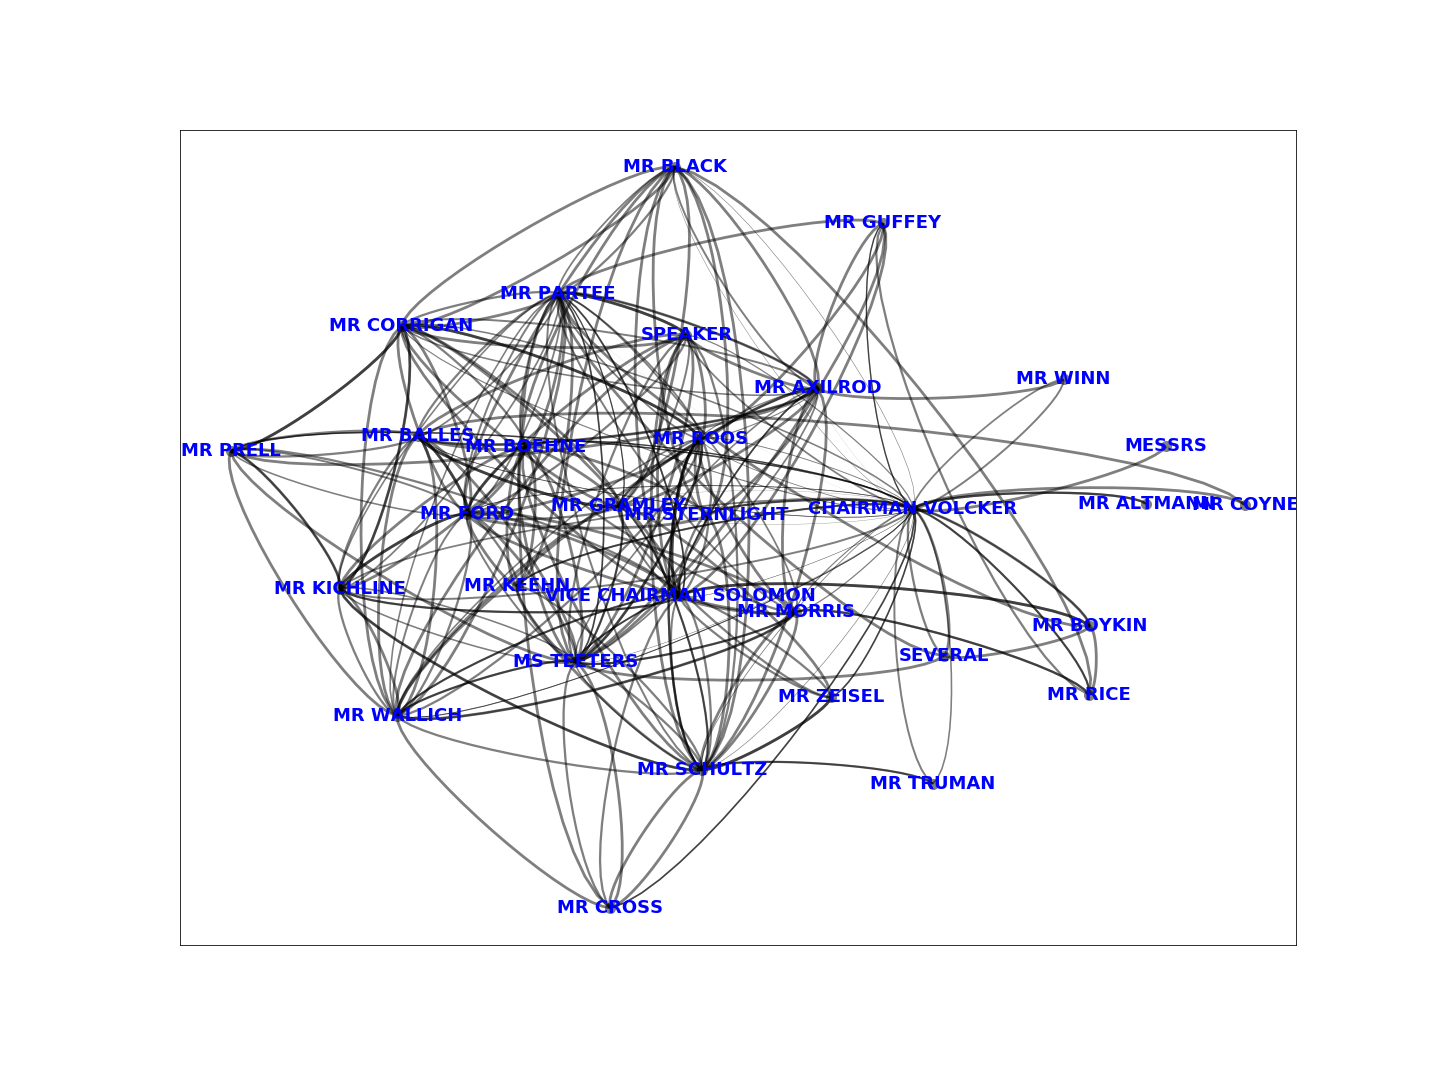 MR BLACK
MR GUFFEY
MR PARTEE
MR CORRIGAN
SPEAKER
MR WINN
MR AXILROD
MR BALLES
MR ROOS
MR BOEHNE
MESSRS
MR PRELL
MR ALTMANN
MR COYNE
MR GRAMLEY
CHAIRMAN VOLCKER
MR FORD
MR STERNLIGHT
MR KEEHN
MR KICHLINE
VICE CHAIRMAN SOLOMON
MR MORRIS
MR BOYKIN
SEVERAL
MS TEETERS
MR RICE
MR ZEISEL
MR WALLICH
MR SCHULTZ
MR TRUMAN
MR CROSS